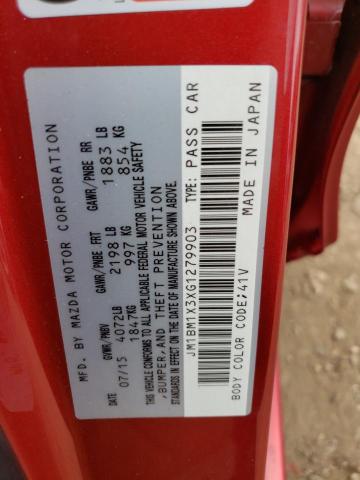 MFD. BY MAZDA MOTOR CORPORATION
GVWR/PNBV GAWR/PNBE FRT GAWR/PNBE RR
DATE 07/15 4072LB 2198 LB 1883 LB
1847KG 997 KG 854 KG
THIS VEHICLE CONFORMS TO ALL APPLICABLE FEDERAL MOTOR VEHICLE SAFETY
,BUMPER,AND THEFT PREVENTION
STANDARDS IN EFFECT ON THE DATE OF MANUFACTURE SHOWN ABOVE.
JM1BM1X3XG1279903 TYPE: PASS CAR
BODY COLOR CODE;41V MADE IN JAPAN